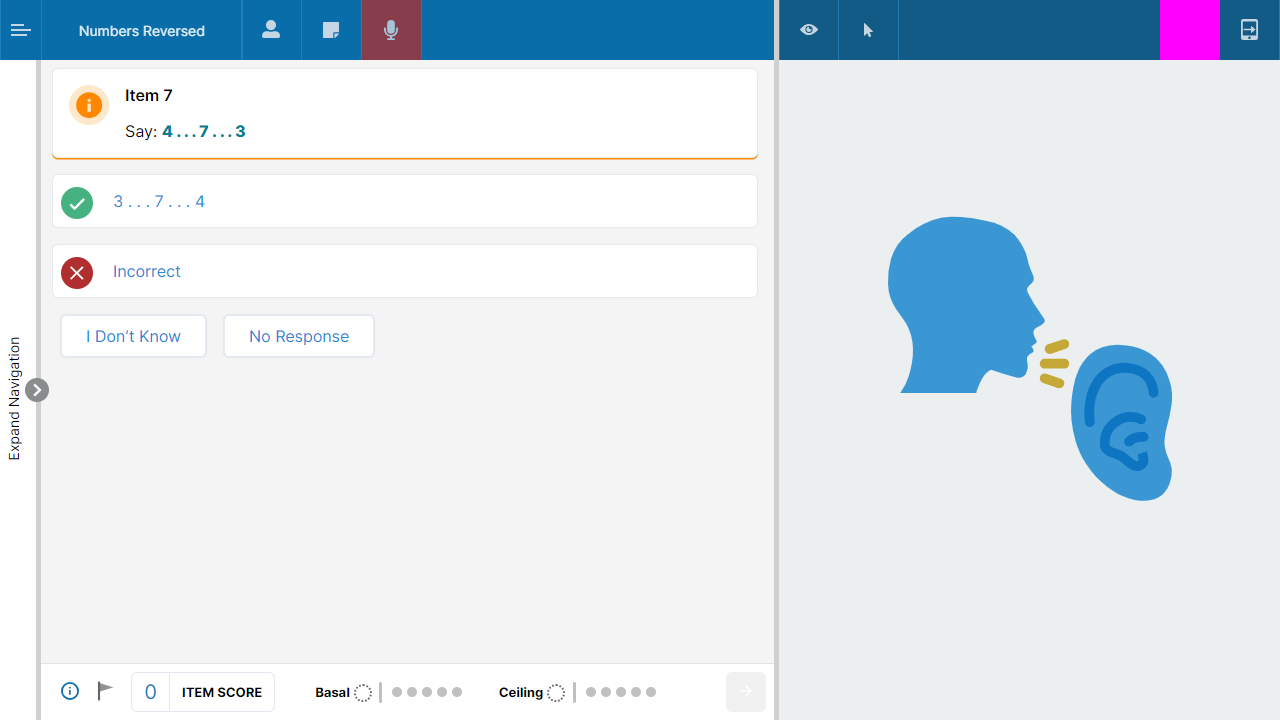 Numbers Reversed
Item 7
Say: 4 . . . 7 . . . 3
3 . . . 7 . . . 4
Incorrect
I Don’t Know
No Response
Expand Navigation
0
ITEM SCORE
Basal
Ceiling